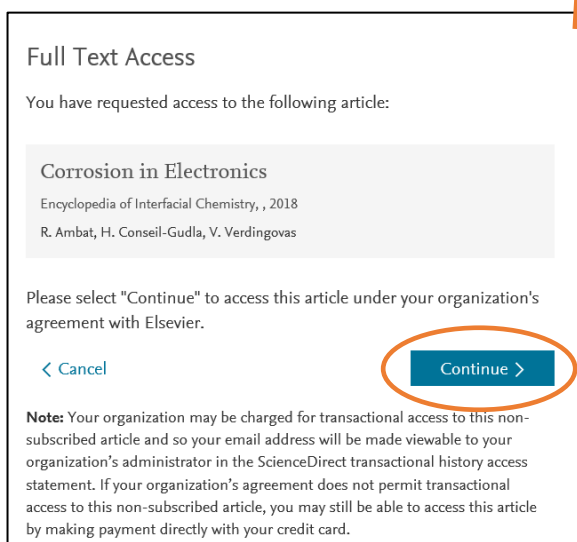 Full Text Access
You have requested access to the following article:
Corrosion in Electronics
Encyclopedia of Interfacial Chemistry, , 2018
R. Ambat, H. Conseil-Gudla, V. Verdingovas
Please select "Continue" to access this article under your organization's
agreement with Elsevier.
< Cancel
Continue >
Note: Your organization may be charged for transactional access to this non-
subscribed article and so your email address will be made viewable to your
organization's administrator in the ScienceDirect transactional history access
statement. If your organization's agreement does not permit transactional
access to this non-subscribed article, you may still be able to access this article
by making payment directly with your credit card.